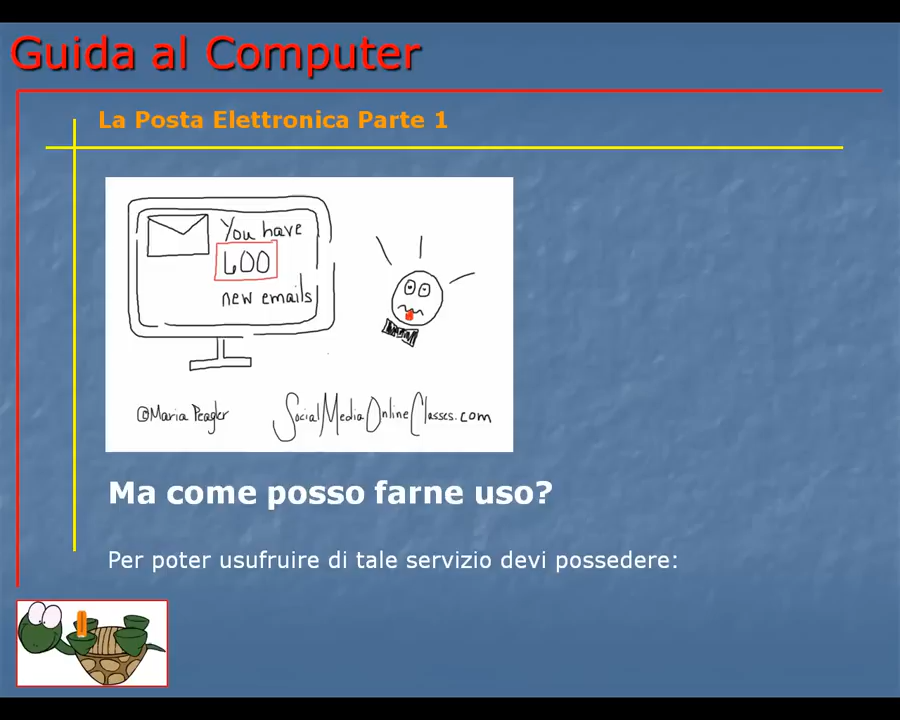 Guida al Computer
La Posta Elettronica Parte 1
You have
600
new emails
@Maria Peagler
SocialMediaOnlineClasses.com
Ma come posso farne uso?
Per poter usufruire di tale servizio devi possedere: